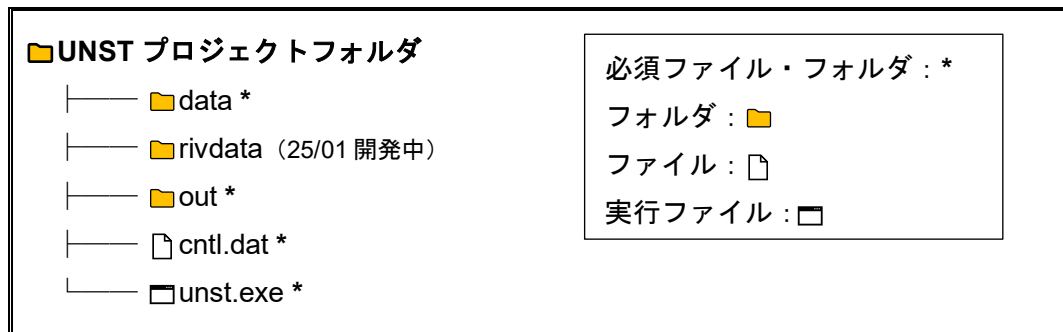 UNST プロジェクトフォルダ
data *
rivdata（25/01 開発中）
out *
cntl.dat *
unst.exe *
必須ファイル・フォルダ：*
フォルダ：
ファイル：
実行ファイル：